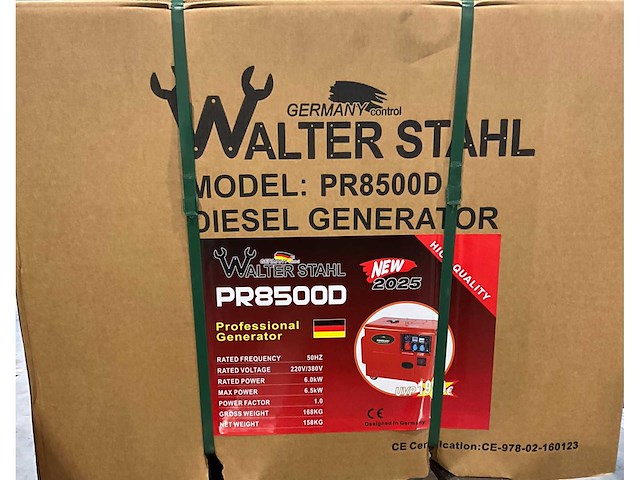 GERMANY control
WALTER STAHL
MODEL: PR8500D
DIESEL GENERATOR
GERMANY
WALTER STAHL
NEW
2025
HIGH QUALITY
PR8500D
Professional
Generator
RATED FREQUENCY 50HZ
RATED VOLTAGE 220V/380V
RATED POWER 6.0kW
MAX POWER 6.5kW
POWER FACTOR 1.0
GROSS WEIGHT 168KG
NET WEIGHT 158KG
UVP
CE
Designed in Germany
CE Certification:CE-978-02-160123